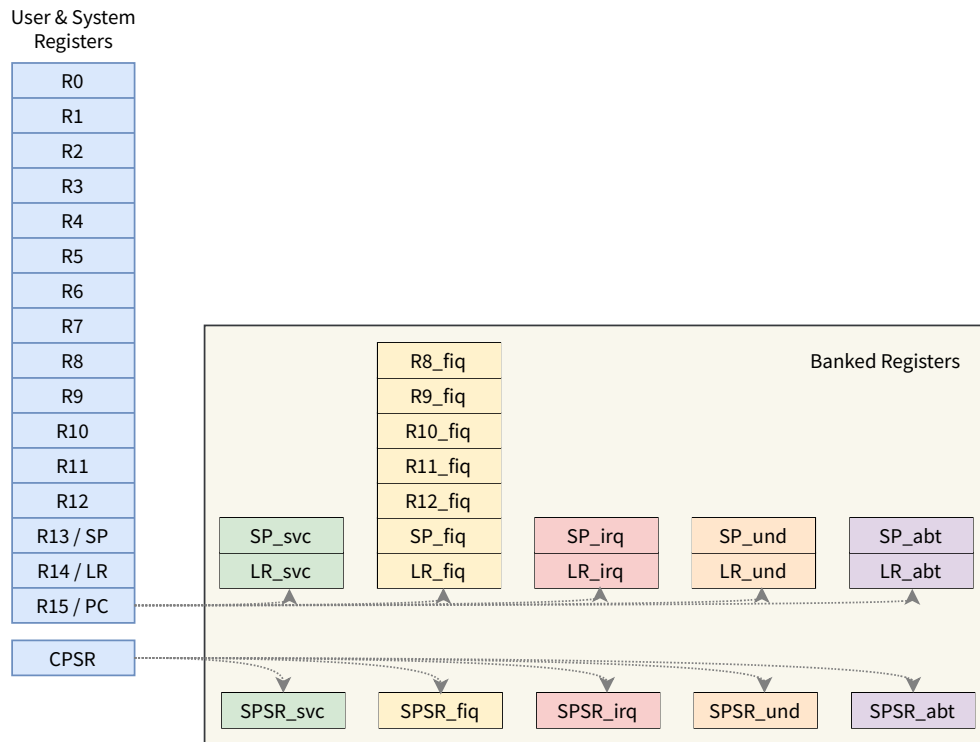 User & System
Registers
R0
R1
R2
R3
R4
R5
R6
R7
R8
R9
R10
R11
R12
R13 / SP
R14 / LR
R15 / PC
CPSR
Banked Registers
R8_fiq
R9_fiq
R10_fiq
R11_fiq
R12_fiq
SP_svc
SP_fiq
SP_irq
SP_und
SP_abt
LR_svc
LR_fiq
LR_irq
LR_und
LR_abt
SPSR_svc
SPSR_fiq
SPSR_irq
SPSR_und
SPSR_abt